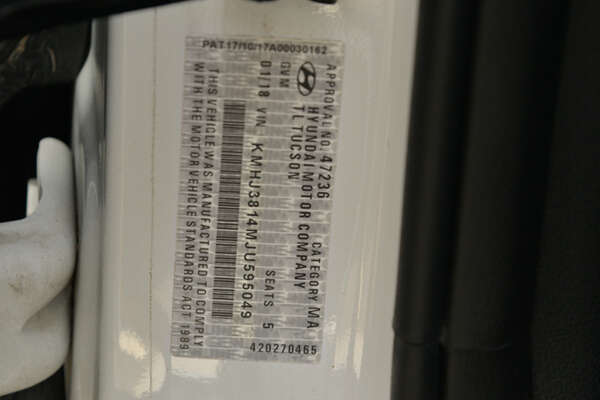 APPROVAL NO. 47236 CATEGORY MA
HYUNDAI MOTOR COMPANY
TL TUCSON
GVM SEATS 5
01/18 VIN KMHJ3814MJU595049
THIS VEHICLE WAS MANUFACTURED TO COMPLY
WITH THE MOTOR VEHICLE STANDARDS ACT 1989
PAT17/10/17A00030162
420270465